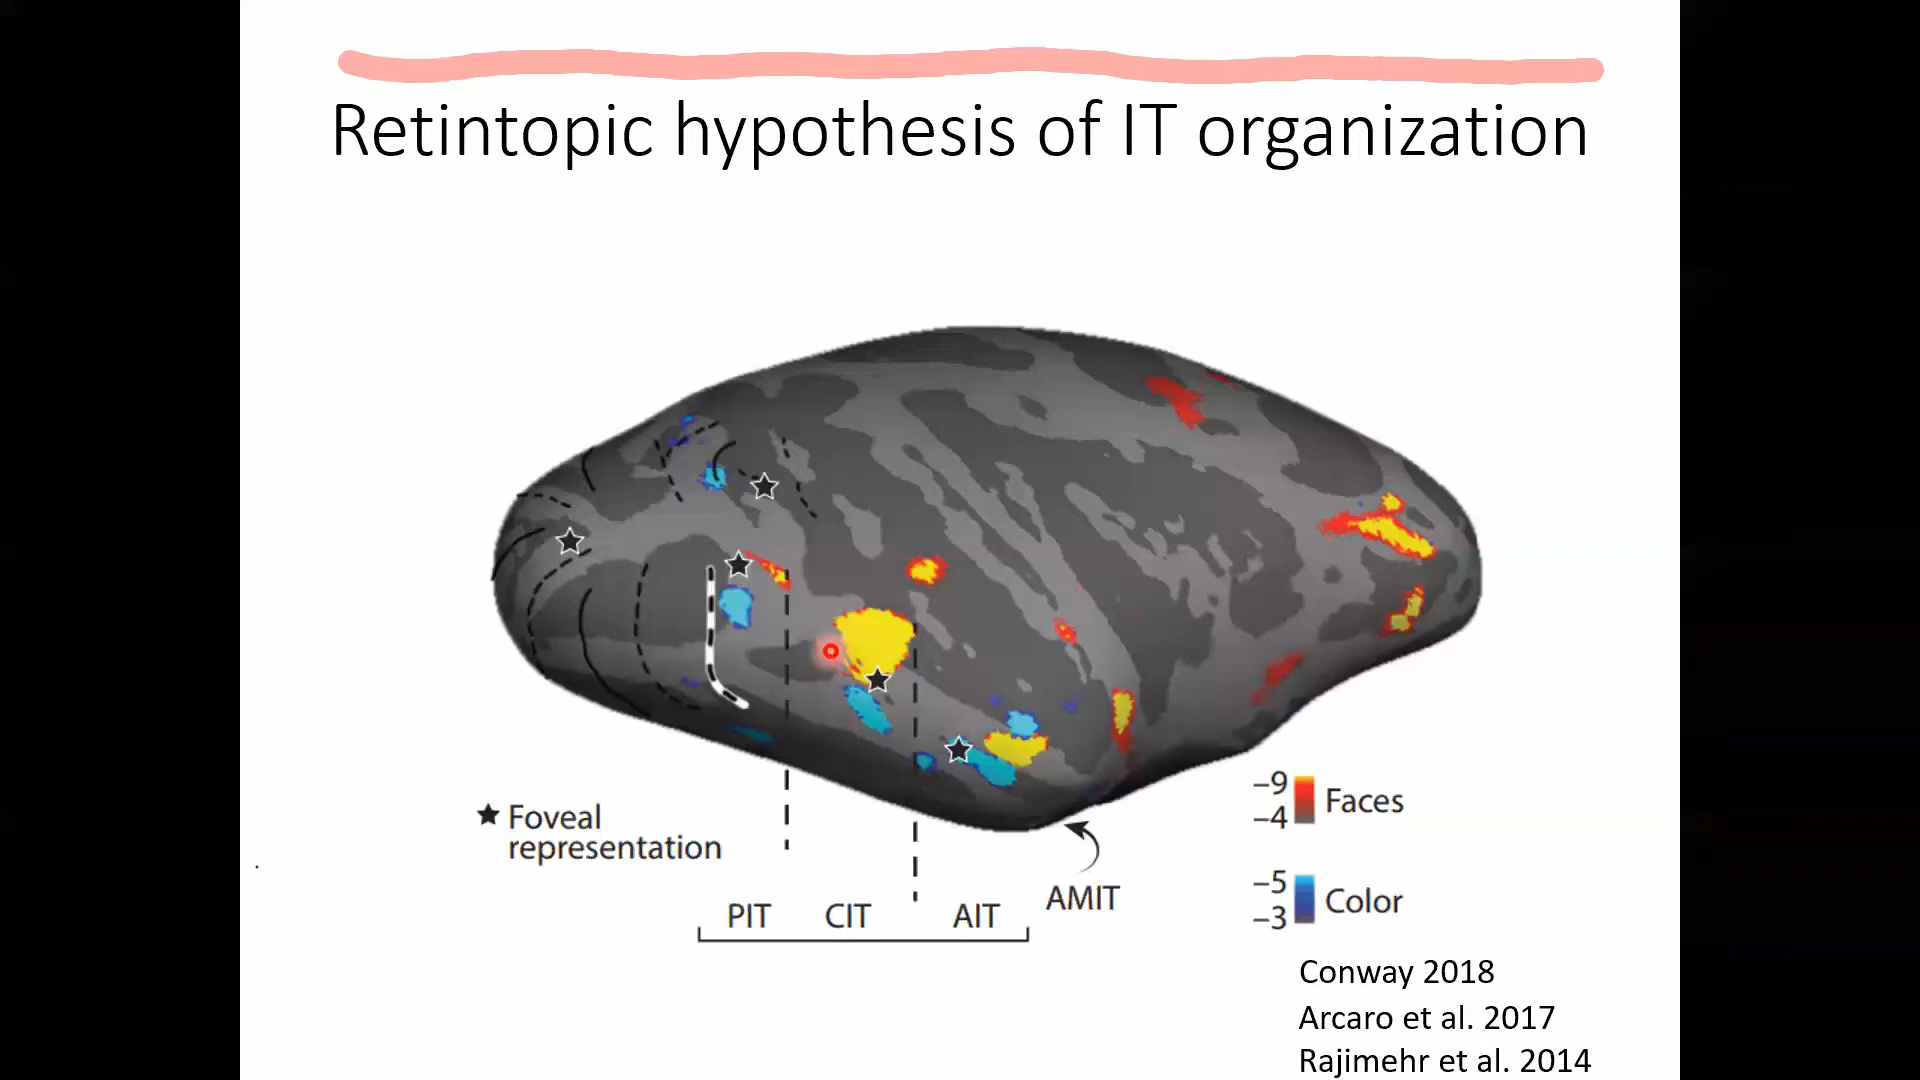 Retintopic hypothesis of IT organization
★ Foveal
representation
PIT CIT AIT AMIT
–9
–4
Faces
–5
–3
Color
Conway 2018
Arcaro et al. 2017
Rajimehr et al. 2014